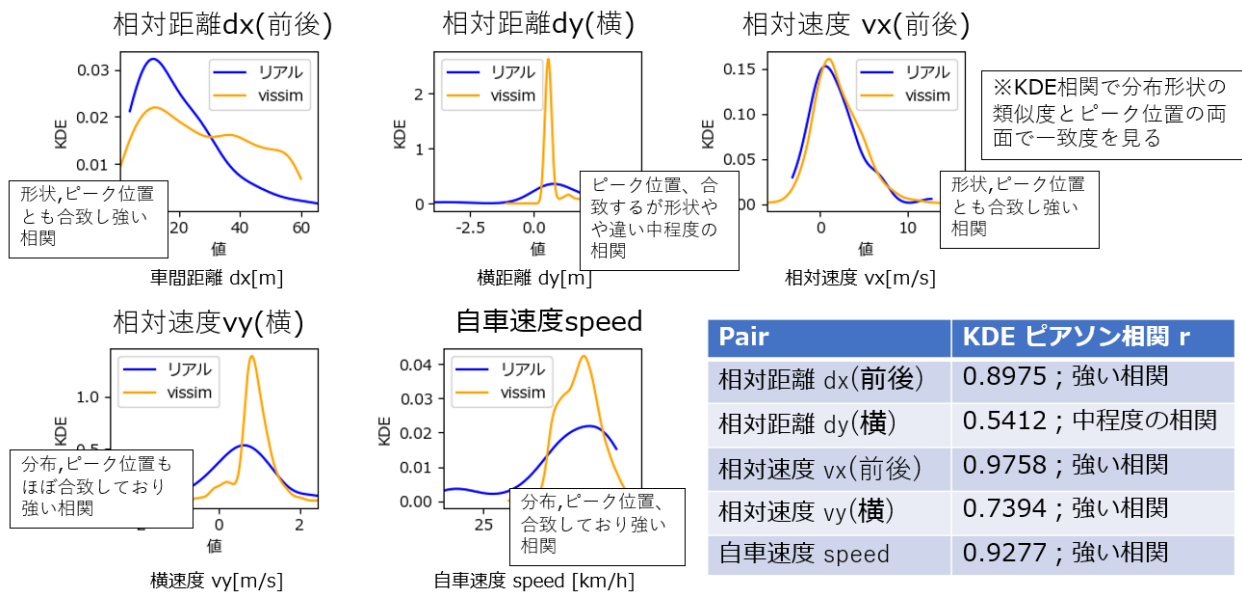 相対距離dx(前後)
リアル
vissim
0.03
0.02
0.01
KDE
20
60
値
形状,ピーク位置
とも合致し強い
相関
車間距離 dx[m]
相対距離dy(横)
リアル
vissim
2
1
0
KDE
-2.5
0.0
値
ピーク位置、合
致するが形状や
や違い中程度の
相関
横距離 dy[m]
相対速度 vx(前後)
リアル
vissim
0.15
0.10
0.05
KDE
0
10
値
形状,ピーク位置
とも合致し強い
相関
相対速度 vx[m/s]
※KDE相関で分布形状の
類似度とピーク位置の両
面で一致度を見る
相対速度vy(横)
リアル
vissim
1.0
KDE
0
2
値
分布,ピーク位置も
ほぼ合致しており
強い相関
横速度 vy[m/s]
自車速度speed
リアル
vissim
0.04
0.03
0.02
0.01
0.00
KDE
25
分布,ピーク位置、
合致しており強い
相関
自車速度 speed [km/h]
Pair KDE ピアソン相関 r
相対距離 dx(前後) 0.8975 ; 強い相関
相対距離 dy(横) 0.5412 ; 中程度の相関
相対速度 vx(前後) 0.9758 ; 強い相関
相対速度 vy(横) 0.7394 ; 強い相関
自車速度 speed 0.9277 ; 強い相関